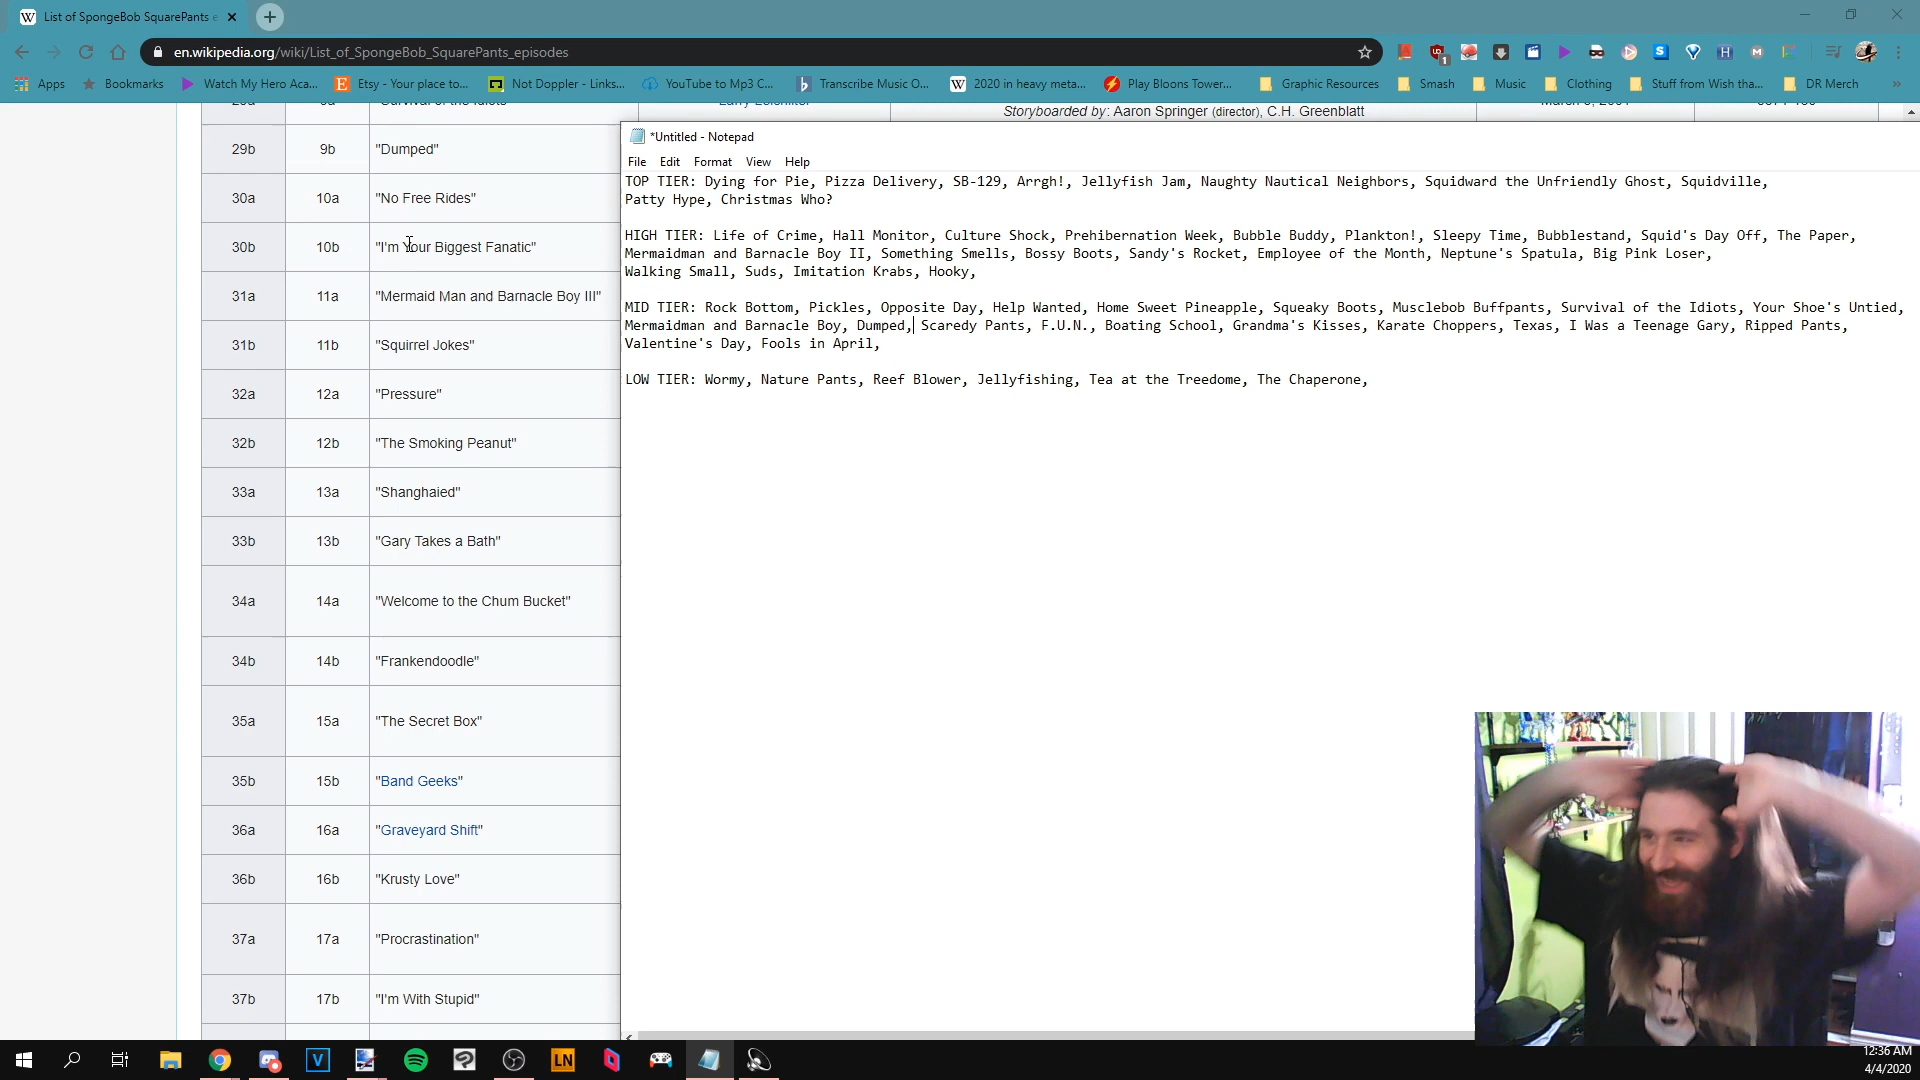 List of SpongeBob SquarePants e
en.wikipedia.org/wiki/List_of_SpongeBob_SquarePants_episodes
Apps Bookmarks Watch My Hero Aca... Etsy - Your place to... Not Doppler - Links... YouTube to Mp3 C... Transcribe Music O... 2020 in heavy meta... Play Bloons Tower... Graphic Resources Smash Music Clothing Stuff from Wish tha... DR Merch »
Storyboarded by: Aaron Springer (director), C.H. Greenblatt
29b 9b "Dumped"
30a 10a "No Free Rides"
30b 10b "I'm Your Biggest Fanatic"
31a 11a "Mermaid Man and Barnacle Boy III"
31b 11b "Squirrel Jokes"
32a 12a "Pressure"
32b 12b "The Smoking Peanut"
33a 13a "Shanghaied"
33b 13b "Gary Takes a Bath"
34a 14a "Welcome to the Chum Bucket"
34b 14b "Frankendoodle"
35a 15a "The Secret Box"
35b 15b "Band Geeks"
36a 16a "Graveyard Shift"
36b 16b "Krusty Love"
37a 17a "Procrastination"
37b 17b "I'm With Stupid"
*Untitled - Notepad
File Edit Format View Help
TOP TIER: Dying for Pie, Pizza Delivery, SB-129, Arrgh!, Jellyfish Jam, Naughty Nautical Neighbors, Squidward the Unfriendly Ghost, Squidville,
Patty Hype, Christmas Who?
HIGH TIER: Life of Crime, Hall Monitor, Culture Shock, Prehibernation Week, Bubble Buddy, Plankton!, Sleepy Time, Bubblestand, Squid's Day Off, The Paper,
Mermaidman and Barnacle Boy II, Something Smells, Bossy Boots, Sandy's Rocket, Employee of the Month, Neptune's Spatula, Big Pink Loser,
Walking Small, Suds, Imitation Krabs, Hooky,
MID TIER: Rock Bottom, Pickles, Opposite Day, Help Wanted, Home Sweet Pineapple, Squeaky Boots, Musclebob Buffpants, Survival of the Idiots, Your Shoe's Untied,
Mermaidman and Barnacle Boy, Dumped, Scaredy Pants, F.U.N., Boating School, Grandma's Kisses, Karate Choppers, Texas, I Was a Teenage Gary, Ripped Pants,
Valentine's Day, Fools in April,
LOW TIER: Wormy, Nature Pants, Reef Blower, Jellyfishing, Tea at the Treedome, The Chaperone,
12:36 AM
4/4/2020